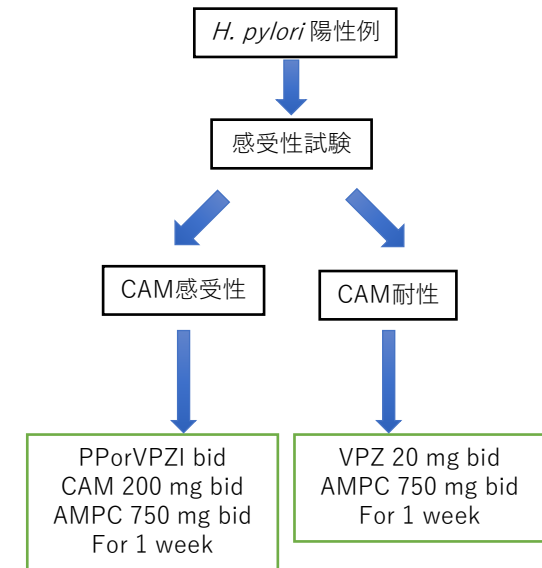 H. pylori 陽性例
感受性試験
CAM感受性
CAM耐性
PPorVPZI bid
CAM 200 mg bid
AMPC 750 mg bid
For 1 week
VPZ 20 mg bid
AMPC 750 mg bid
For 1 week